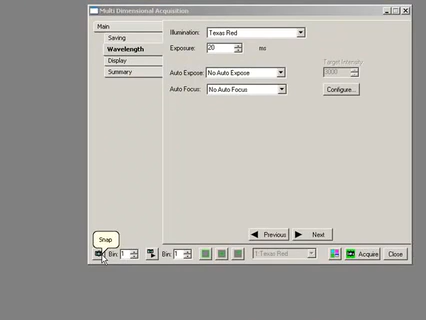 Multi Dimensional Acquisition
Main
Saving
Wavelength
Display
Summary
Illumination: Texas Red
Exposure: 20 ms
Auto Expose: No Auto Expose
Target Intensity
3000
Auto Focus: No Auto Focus
Configure...
Previous Next
Snap
Bin: 1 Bin: 1 1:Texas Red Acquire Close